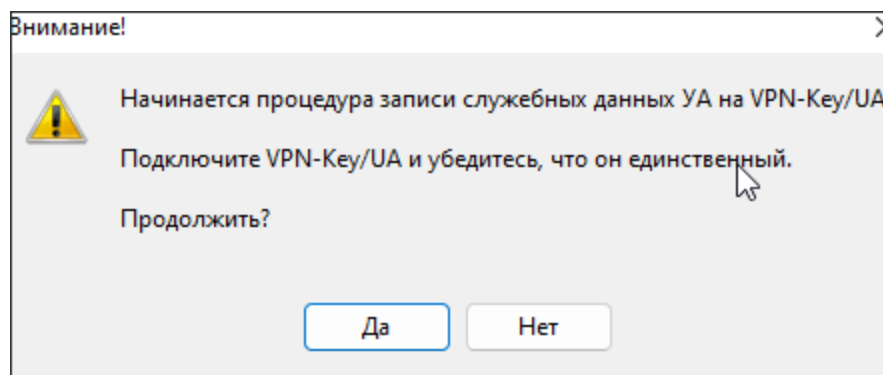 Внимание!
Начинается процедура записи служебных данных УА на VPN-Key/UA
Подключите VPN-Key/UA и убедитесь, что он единственный.
Продолжить?
Да
Нет